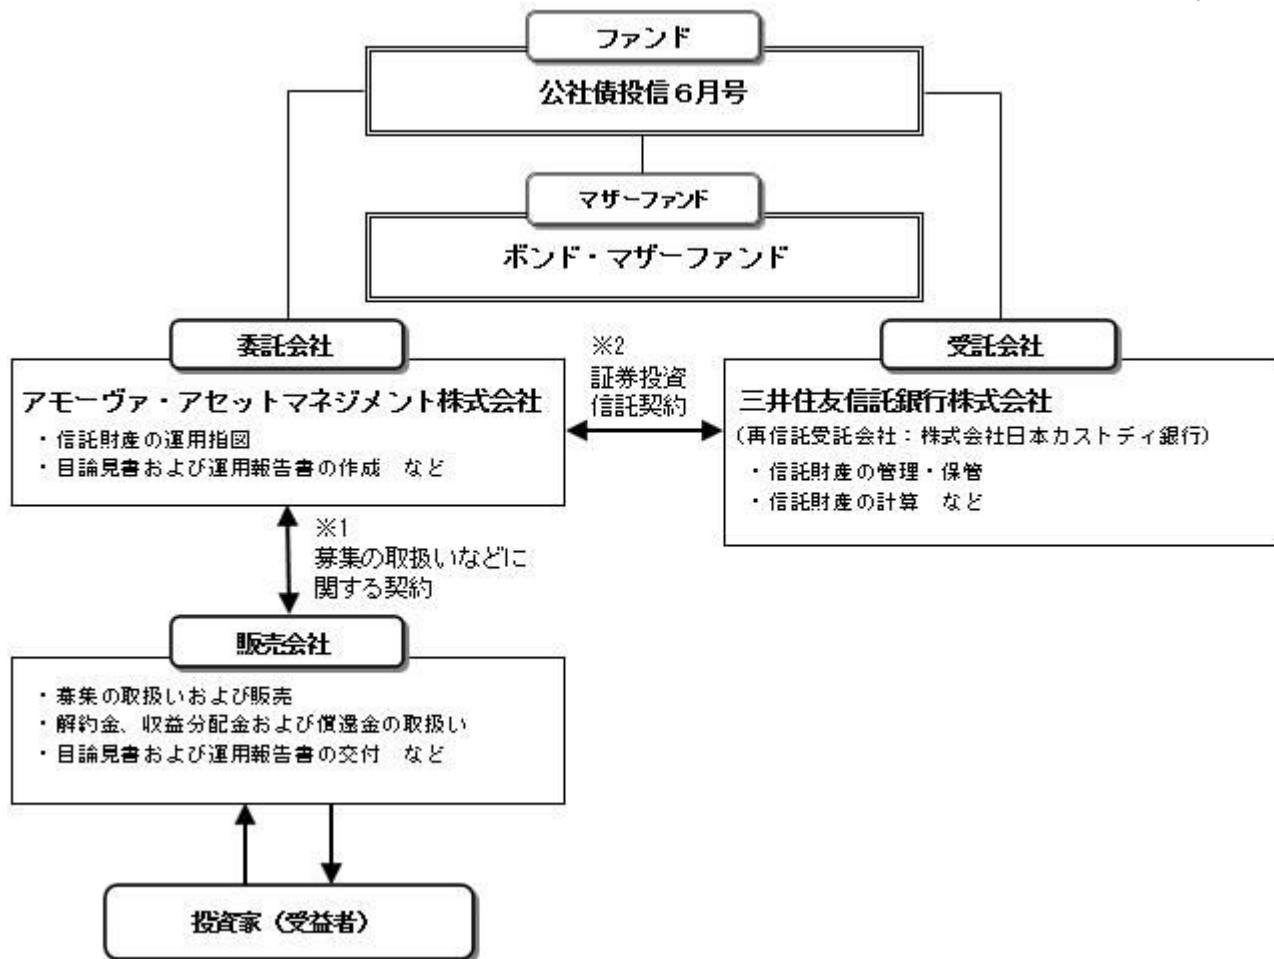 ファンド
公社債投信6月号
マザーファンド
ボンド・マザーファンド
委託会社
アモーヴァ・アセットマネジメント株式会社
・信託財産の運用指図
・目論見書および運用報告書の作成　など
※2
証券投資
信託契約
受託会社
三井住友信託銀行株式会社
(再信託受託会社：株式会社日本カストディ銀行)
・信託財産の管理・保管
・信託財産の計算　など
※1
募集の取扱いなどに
関する契約
販売会社
・募集の取扱いおよび販売
・解約金、収益分配金および償還金の取扱い
・目論見書および運用報告書の交付　など
投資家（受益者）